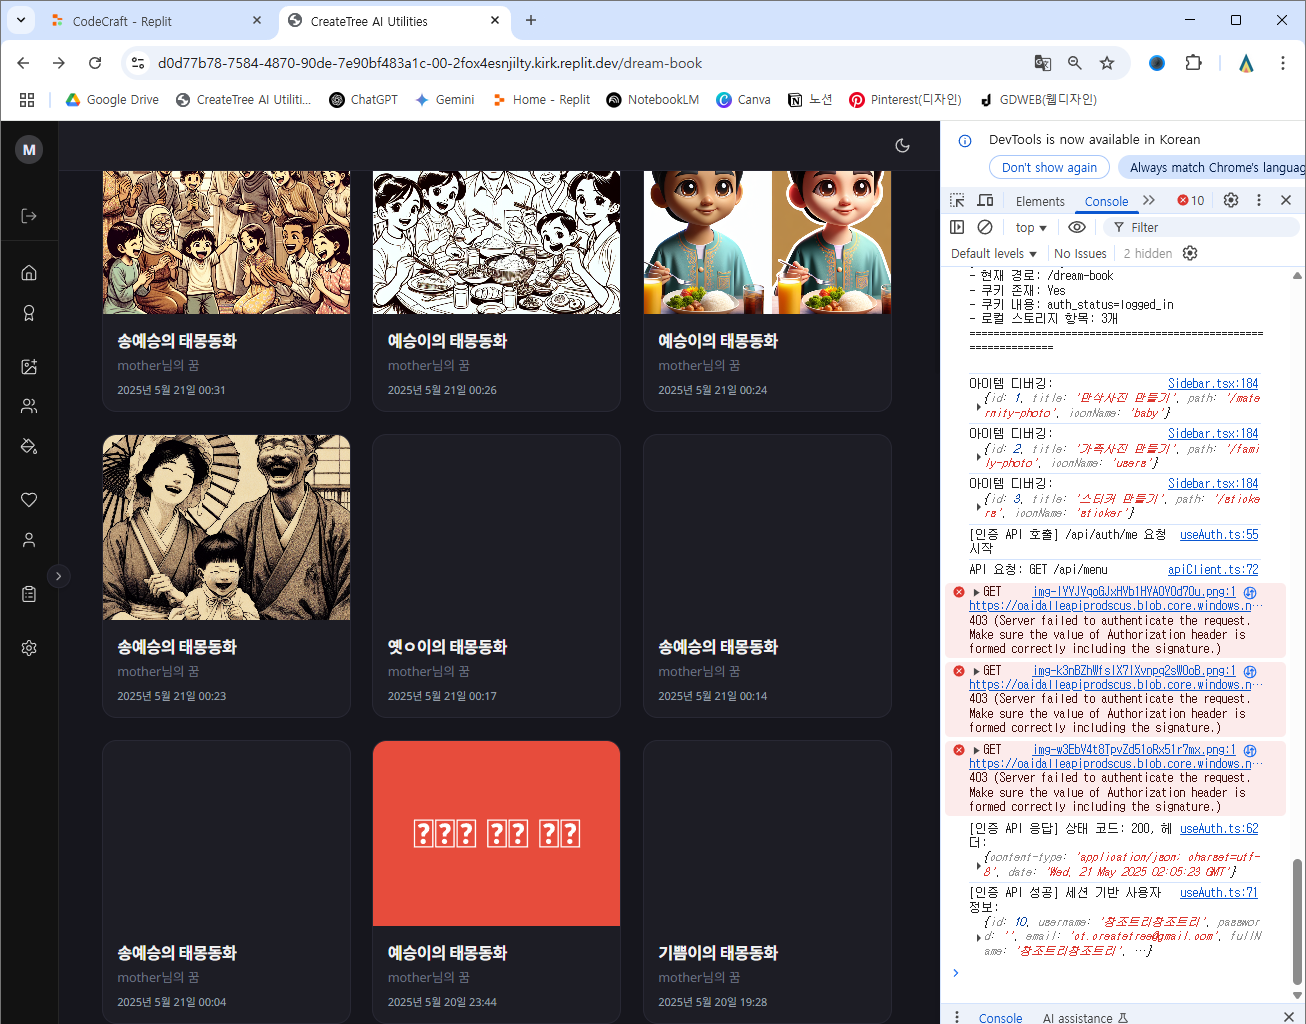 CodeCraft - Replit
CreateTree AI Utilities
d0d77b78-7584-4870-90de-7e90bf483a1c-00-2fox4esnjilty.kirk.replit.dev/dream-book
Google Drive
CreateTree AI Utiliti...
ChatGPT
Gemini
Home - Replit
NotebookLM
Canva
노션
Pinterest(디자인)
GDWEB(웹디자인)
M
송예승의 태몽동화
mother님의 꿈
2025년 5월 21일 00:31
예승이의 태몽동화
mother님의 꿈
2025년 5월 21일 00:26
예승이의 태몽동화
mother님의 꿈
2025년 5월 21일 00:24
송예승의 태몽동화
mother님의 꿈
2025년 5월 21일 00:23
옛ㅇ이의 태몽동화
mother님의 꿈
2025년 5월 21일 00:17
송예승의 태몽동화
mother님의 꿈
2025년 5월 21일 00:14
송예승의 태몽동화
mother님의 꿈
2025년 5월 21일 00:04
예승이의 태몽동화
mother님의 꿈
2025년 5월 20일 23:44
기쁨이의 태몽동화
mother님의 꿈
2025년 5월 20일 19:28
DevTools is now available in Korean
Don't show again
Always match Chrome's languag
Elements
Console
10
top
Filter
Default levels
No Issues
2 hidden
- 현재 경로: /dream-book
- 쿠키 존재: Yes
- 쿠키 내용: auth_status=logged_in
- 로컬 스토리지 항목: 3개
=================================================
==============
아이템 디버깅: Sidebar.tsx:184
{id: 1, title: '만삭사진 만들기', path: '/mate
rnity-photo', iconName: 'baby'}
아이템 디버깅: Sidebar.tsx:184
{id: 2, title: '가족사진 만들기', path: '/fami
ly-photo', iconName: 'users'}
아이템 디버깅: Sidebar.tsx:184
{id: 3, title: '스티커 만들기', path: '/sticke
rs', iconName: 'sticker'}
[인증 API 호출] /api/auth/me 요청 useAuth.ts:55
시작
API 요청: GET /api/menu apiClient.ts:72
GET
https://oaidalleapiprodscus.blob.core.windows.n…
403 (Server failed to authenticate the request.
Make sure the value of Authorization header is
formed correctly including the signature.)
GET
https://oaidalleapiprodscus.blob.core.windows.n…
403 (Server failed to authenticate the request.
Make sure the value of Authorization header is
formed correctly including the signature.)
GET
https://oaidalleapiprodscus.blob.core.windows.n…
403 (Server failed to authenticate the request.
Make sure the value of Authorization header is
formed correctly including the signature.)
[인증 API 응답] 상태 코드: 200, 헤 useAuth.ts:62
더:
{content-type: 'application/json; charset=utf-
8', date: 'Wed, 21 May 2025 02:05:23 GMT'}
[인증 API 성공] 세션 기반 사용자 useAuth.ts:71
정보:
{id: 10, username: '창조트리창조트리', passwor
d: '', email: 'ct.createtree@gmail.com', fullN
ame: '창조트리창조트리', …}
Console
AI assistance